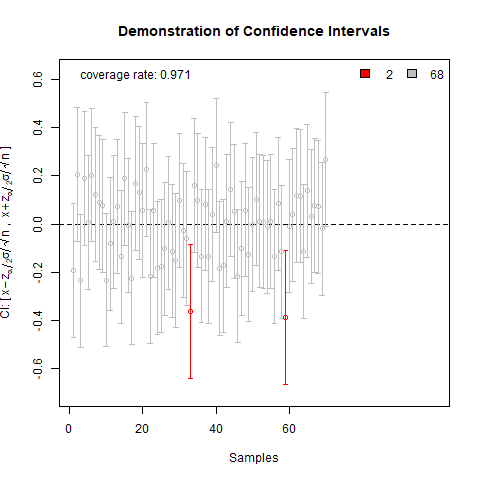 Demonstration of Confidence Intervals
coverage rate: 0.971
2
68
0.6
0.4
0.2
0.0
-0.2
-0.4
-0.6
CI: [ x−zα/2σ/√n , x+zα/2σ/√n ]
0 20 40 60
Samples